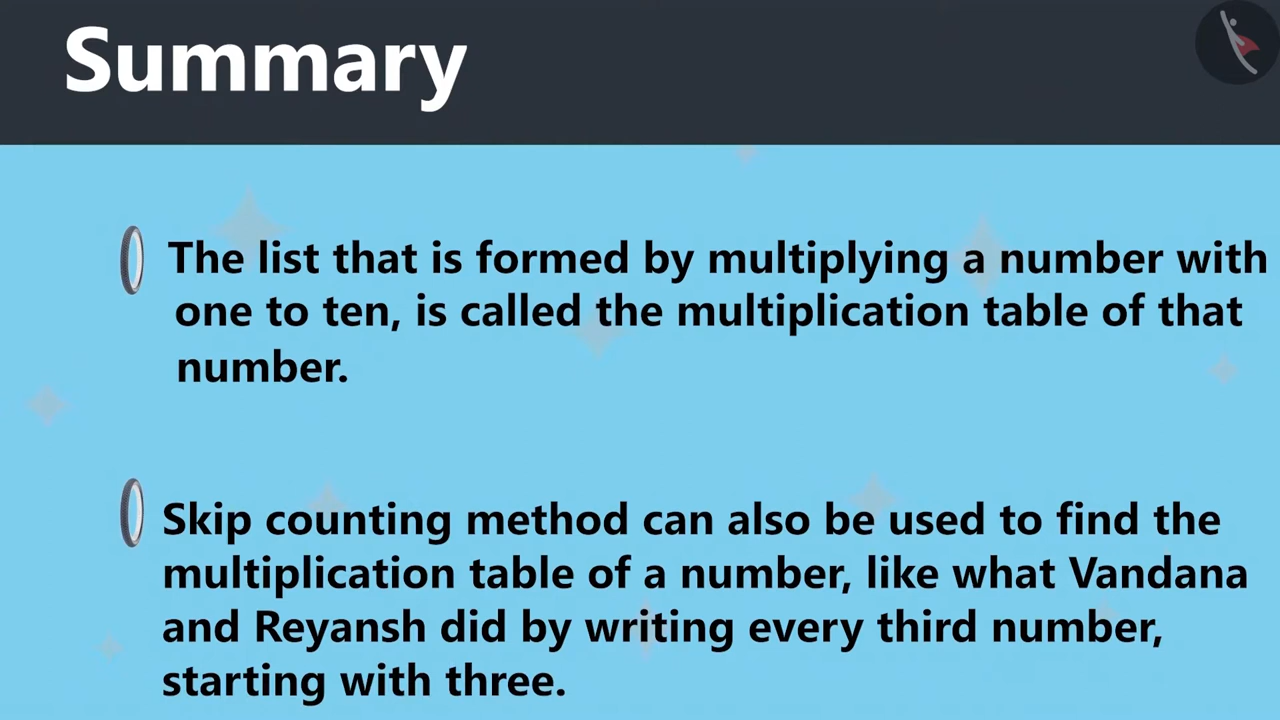 Summary
The list that is formed by multiplying a number with
one to ten, is called the multiplication table of that
number.
Skip counting method can also be used to find the
multiplication table of a number, like what Vandana
and Reyansh did by writing every third number,
starting with three.